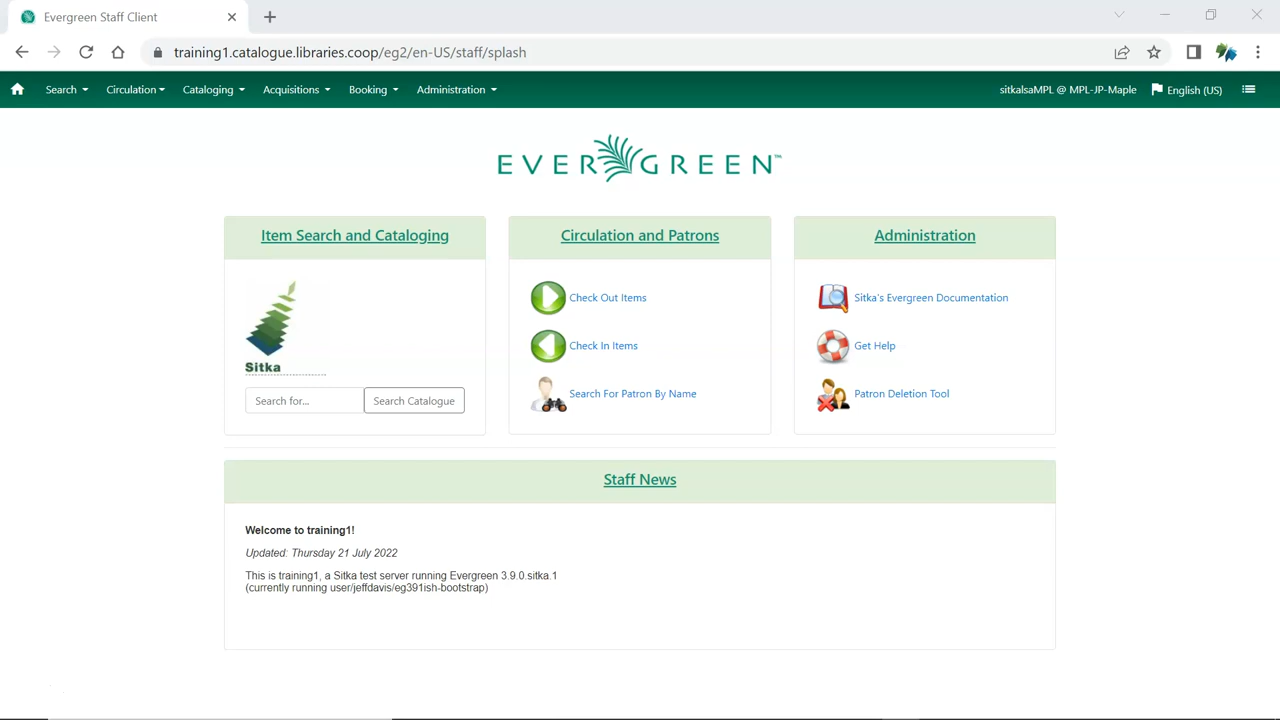 Evergreen Staff Client
training1.catalogue.libraries.coop/eg2/en-US/staff/splash
Search Circulation Cataloging Acquisitions Booking Administration sitkalsaMPL @ MPL-JP-Maple English (US)
EVERGREEN™
Item Search and Cataloging
Sitka
Search for... Search Catalogue
Circulation and Patrons
Check Out Items
Check In Items
Search For Patron By Name
Administration
Sitka's Evergreen Documentation
Get Help
Patron Deletion Tool
Staff News
Welcome to training1!
Updated: Thursday 21 July 2022
This is training1, a Sitka test server running Evergreen 3.9.0.sitka.1
(currently running user/jeffdavis/eg391ish-bootstrap)